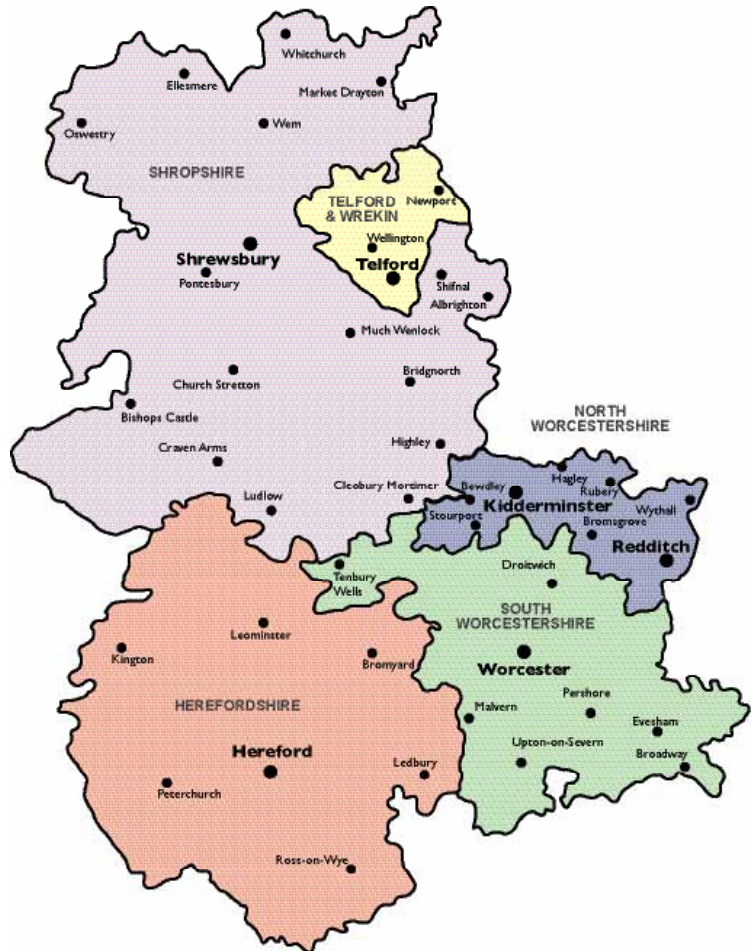 Whitchurch
Ellesmere
Market Drayton
Oswestry
Wem
SHROPSHIRE
TELFORD
& WREKIN
Newport
Wellington
Shrewsbury
Telford
Pontesbury
Shifnal
Albrighton
Much Wenlock
Church Stretton
Bridgnorth
Bishops Castle
NORTH
WORCESTERSHIRE
Highley
Craven Arms
Hagley
Cleobury Mortimer
Bewdley
Rubery
Kidderminster
Wythall
Ludlow
Stourport
Bromsgrove
Redditch
Droitwich
Tenbury
Wells
SOUTH
WORCESTERSHIRE
Leominster
Kington
Bromyard
Worcester
Pershore
HEREFORDSHIRE
Malvern
Evesham
Upton-on-Severn
Hereford
Broadway
Ledbury
Peterchurch
Ross-on-Wye